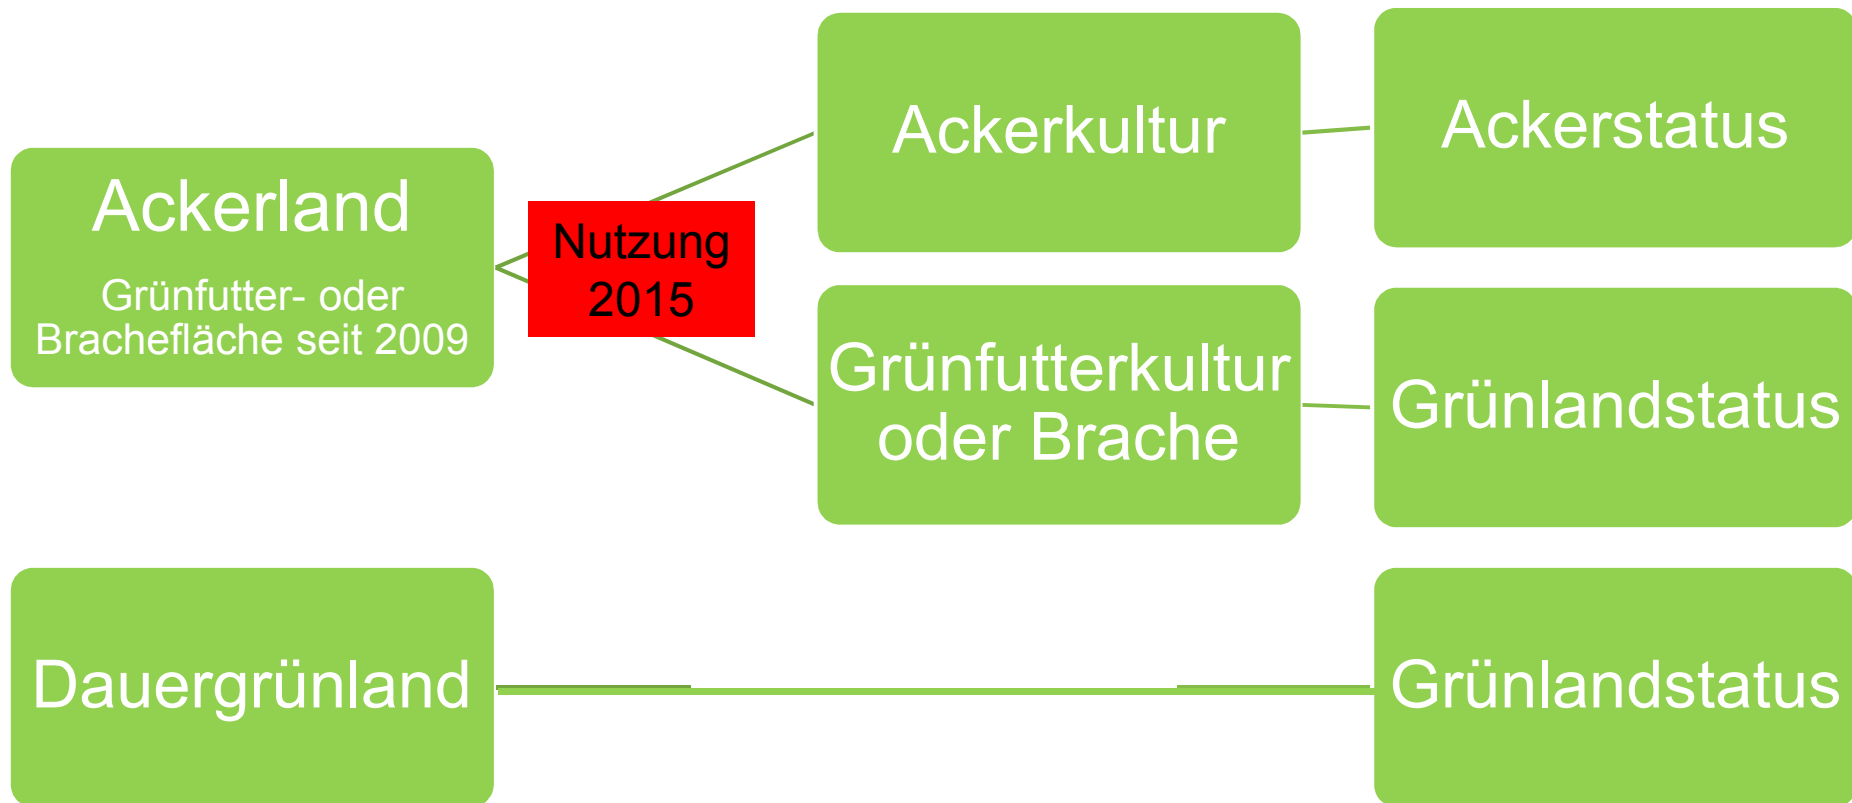 Ackerland
Grünfutter- oder
Brachefläche seit 2009
Nutzung
2015
Ackerkultur
Ackerstatus
Grünfutterkultur
oder Brache
Grünlandstatus
Dauergrünland
Grünlandstatus